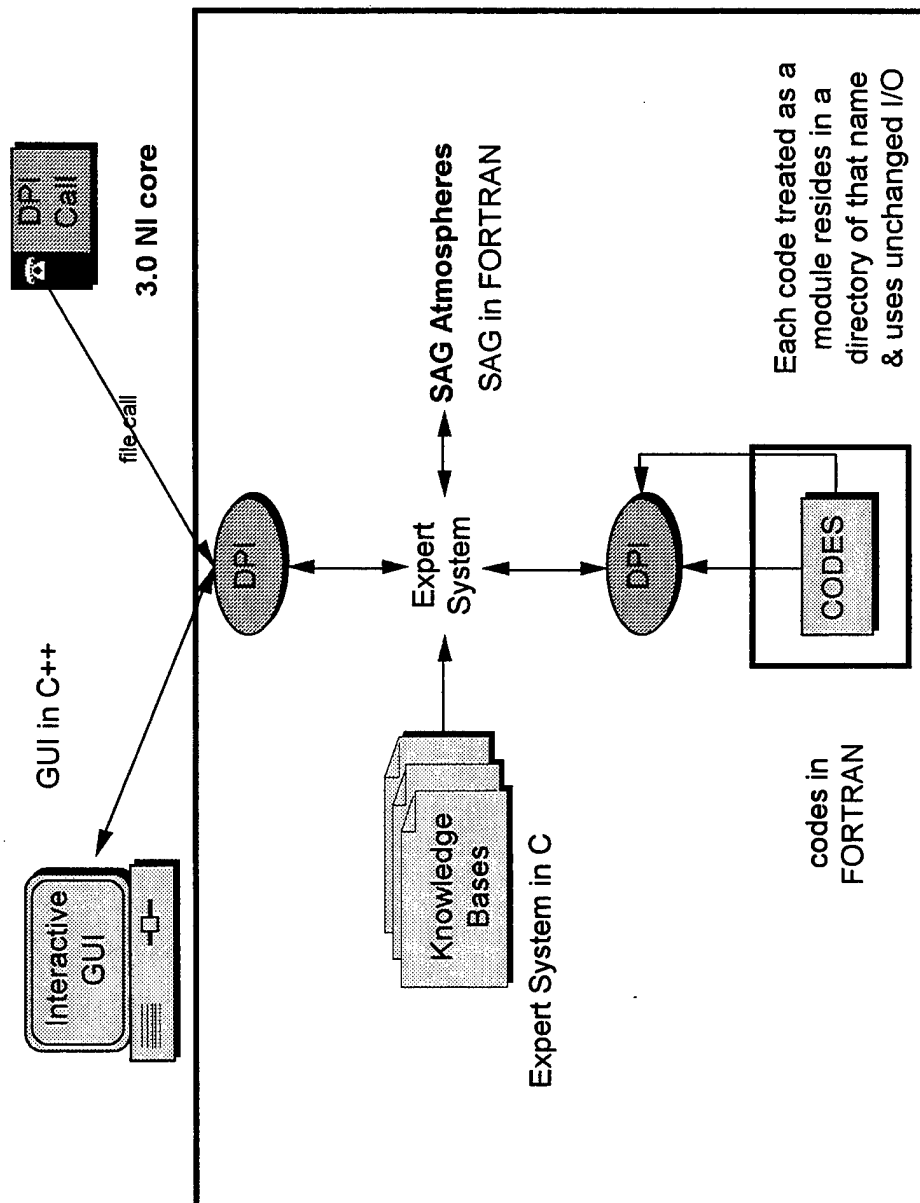 Interactive
GUI
GUI in C++
DPI
Call
file call
3.0 NI core
DPI
Knowledge
Bases
Expert System in C
Expert
System
SAG Atmospheres
SAG in FORTRAN
DPI
codes in
FORTRAN
CODES
Each code treated as a
module resides in a
directory of that name
& uses unchanged I/O